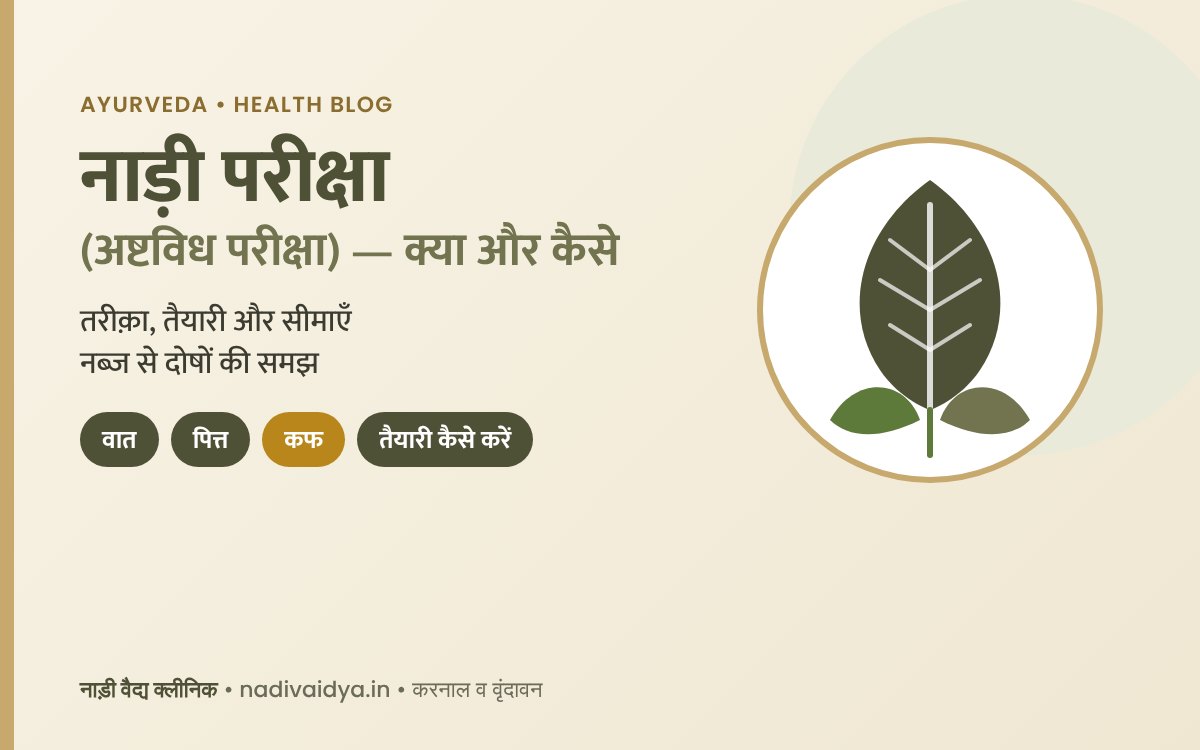 AYURVEDA • HEALTH BLOG
नाड़ी परीक्षा
(अष्टविध परीक्षा) — क्या और कैसे
तरीक़ा, तैयारी और सीमाएँ
नब्ज से दोषों की समझ
वात पित्त कफ तैयारी कैसे करें
नाड़ी वैद्य क्लीनिक • nadivaidya.in • करनाल व वृंदावन